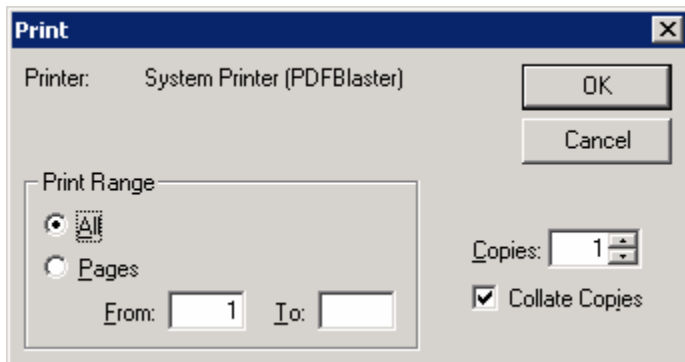 Print
Printer: System Printer (PDFBlaster)
OK
Cancel
Print Range
All
Pages
From: 1 To:
Copies: 1
Collate Copies